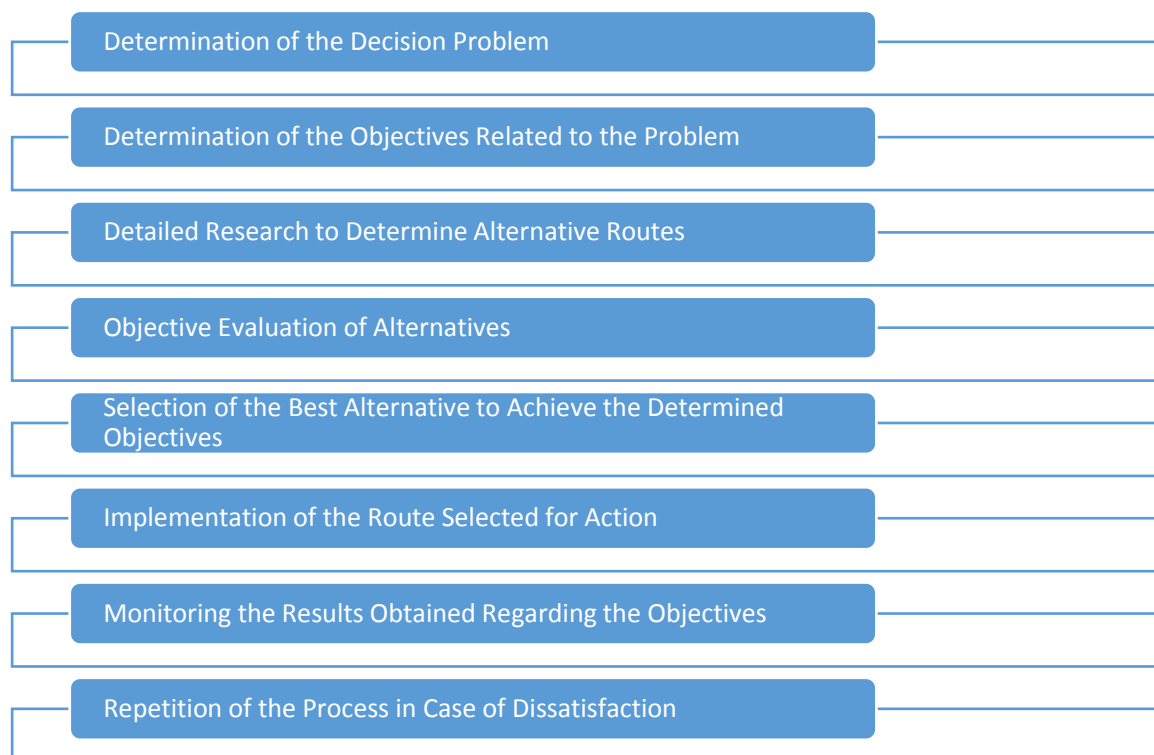 Determination of the Decision Problem
Determination of the Objectives Related to the Problem
Detailed Research to Determine Alternative Routes
Objective Evaluation of Alternatives
Selection of the Best Alternative to Achieve the Determined
Objectives
Implementation of the Route Selected for Action
Monitoring the Results Obtained Regarding the Objectives
Repetition of the Process in Case of Dissatisfaction